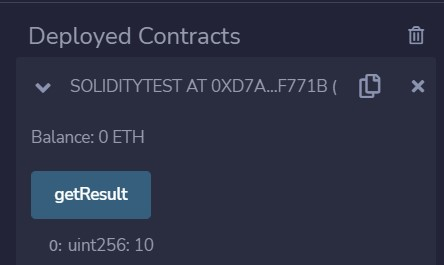 Deployed Contracts
SOLIDITYTEST AT 0XD7A...F771B (
Balance: 0 ETH
getResult
0: uint256: 10